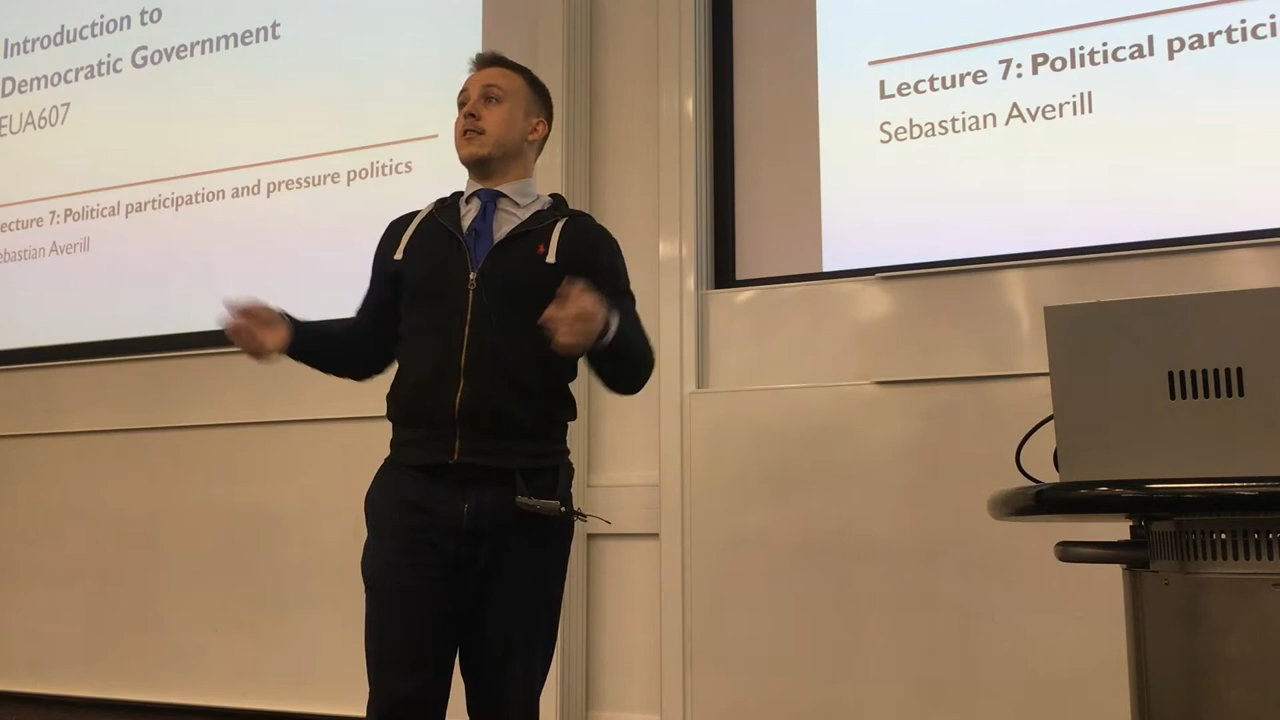 Introduction to
Democratic Government
EUA607
ecture 7: Political participation and pressure politics
ebastian Averill
Lecture 7: Political partici
Sebastian Averill